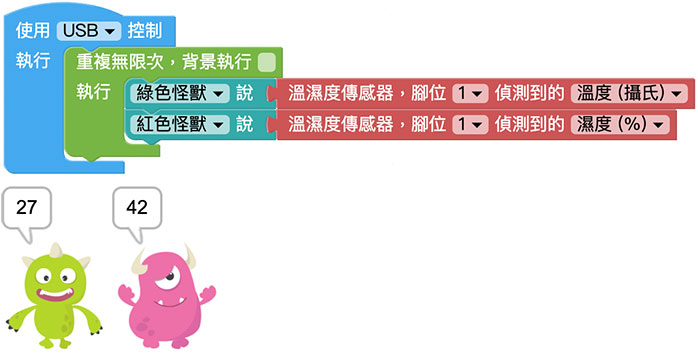 使用 USB 控制
執行 重複無限次，背景執行
執行 綠色怪獸 說 溫濕度傳感器，腳位 1 偵測到的 溫度 (攝氏)
紅色怪獸 說 溫濕度傳感器，腳位 1 偵測到的 濕度 (%)
27 42